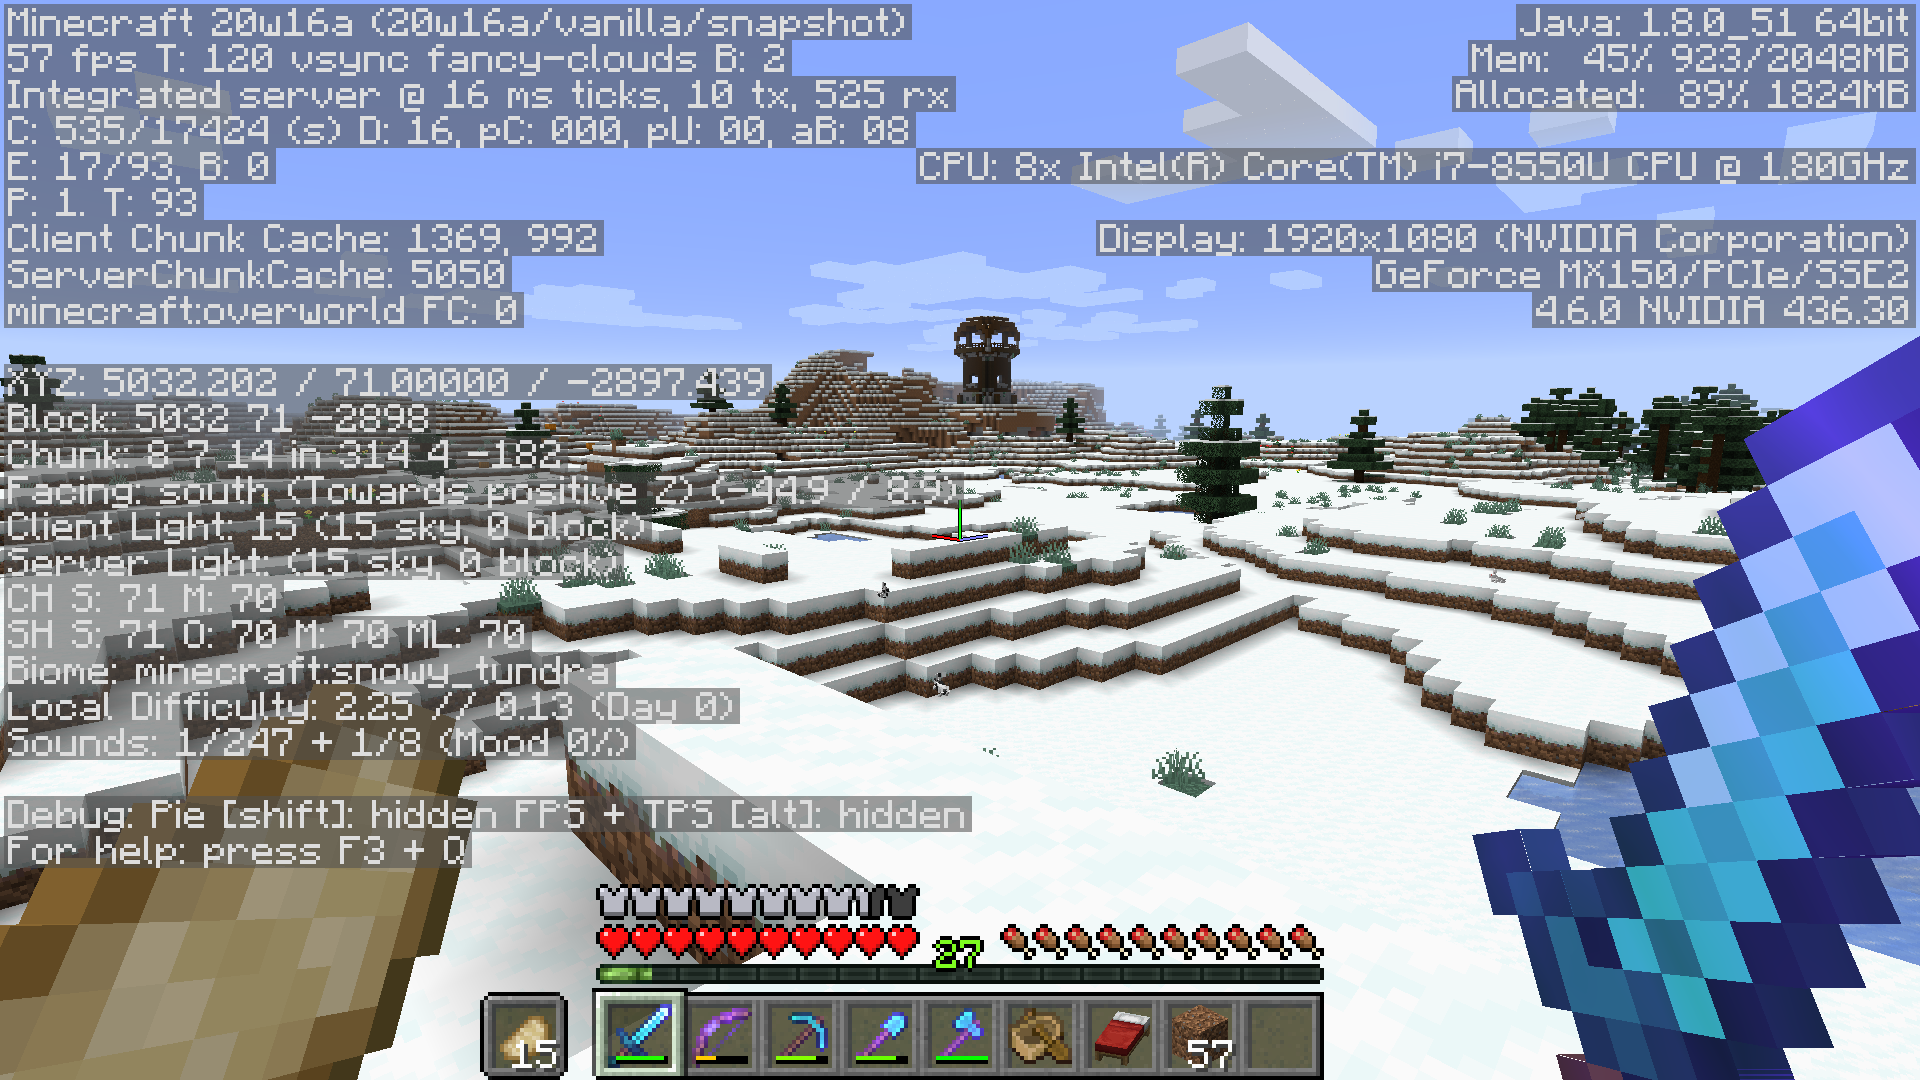 Minecraft 20w16a (20w16a/vanilla/snapshot)
57 fps T: 120 vsync fancy-clouds B: 2
Integrated server @ 16 ms ticks, 10 tx, 525 rx
C: 535/17424 (s) D: 16, pC: 000, pU: 00, aB: 08
E: 17/93, B: 0
P: 1. T: 93
Client Chunk Cache: 1369, 992
ServerChunkCache: 5050
minecraft:overworld FC: 0
XYZ: 5032.202 / 71.00000 / -2897.439
Block: 5032 71 -2898
Chunk: 8 7 14 in 314 4 -182
Facing: south (Towards positive Z) (-44.9 / 8.9)
Client Light: 15 (15 sky, 0 block)
Server Light: (15 sky, 0 block)
CH S: 71 M: 70
SH S: 71 O: 70 M: 70 ML: 70
Biome: minecraft:snowy_tundra
Local Difficulty: 2.25 // 0.13 (Day 0)
Sounds: 1/247 + 1/8 (Mood 0%)
Debug: Pie [shift]: hidden FPS + TPS [alt]: hidden
For help: press F3 + Q
Java: 1.8.0_51 64bit
Mem: 45% 923/2048MB
Allocated: 89% 1824MB
CPU: 8x Intel(R) Core(TM) i7-8550U CPU @ 1.80GHz
Display: 1920x1080 (NVIDIA Corporation)
GeForce MX150/PCIe/SSE2
4.6.0 NVIDIA 436.30
27
15
57